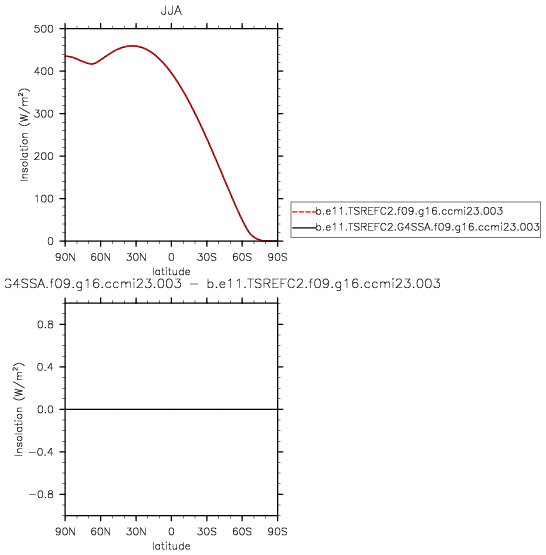 JJA
500
400
300
200
100
0
Insolation (W/m²)
90N 60N 30N 0 30S 60S 90S
latitude
b.e11.TSREFC2.f09.g16.ccmi23.003
b.e11.TSREFC2.G4SSA.f09.g16.ccmi23.003
G4SSA.f09.g16.ccmi23.003 − b.e11.TSREFC2.f09.g16.ccmi23.003
0.8
0.4
0.0
−0.4
−0.8
Insolation (W/m²)
90N 60N 30N 0 30S 60S 90S
latitude